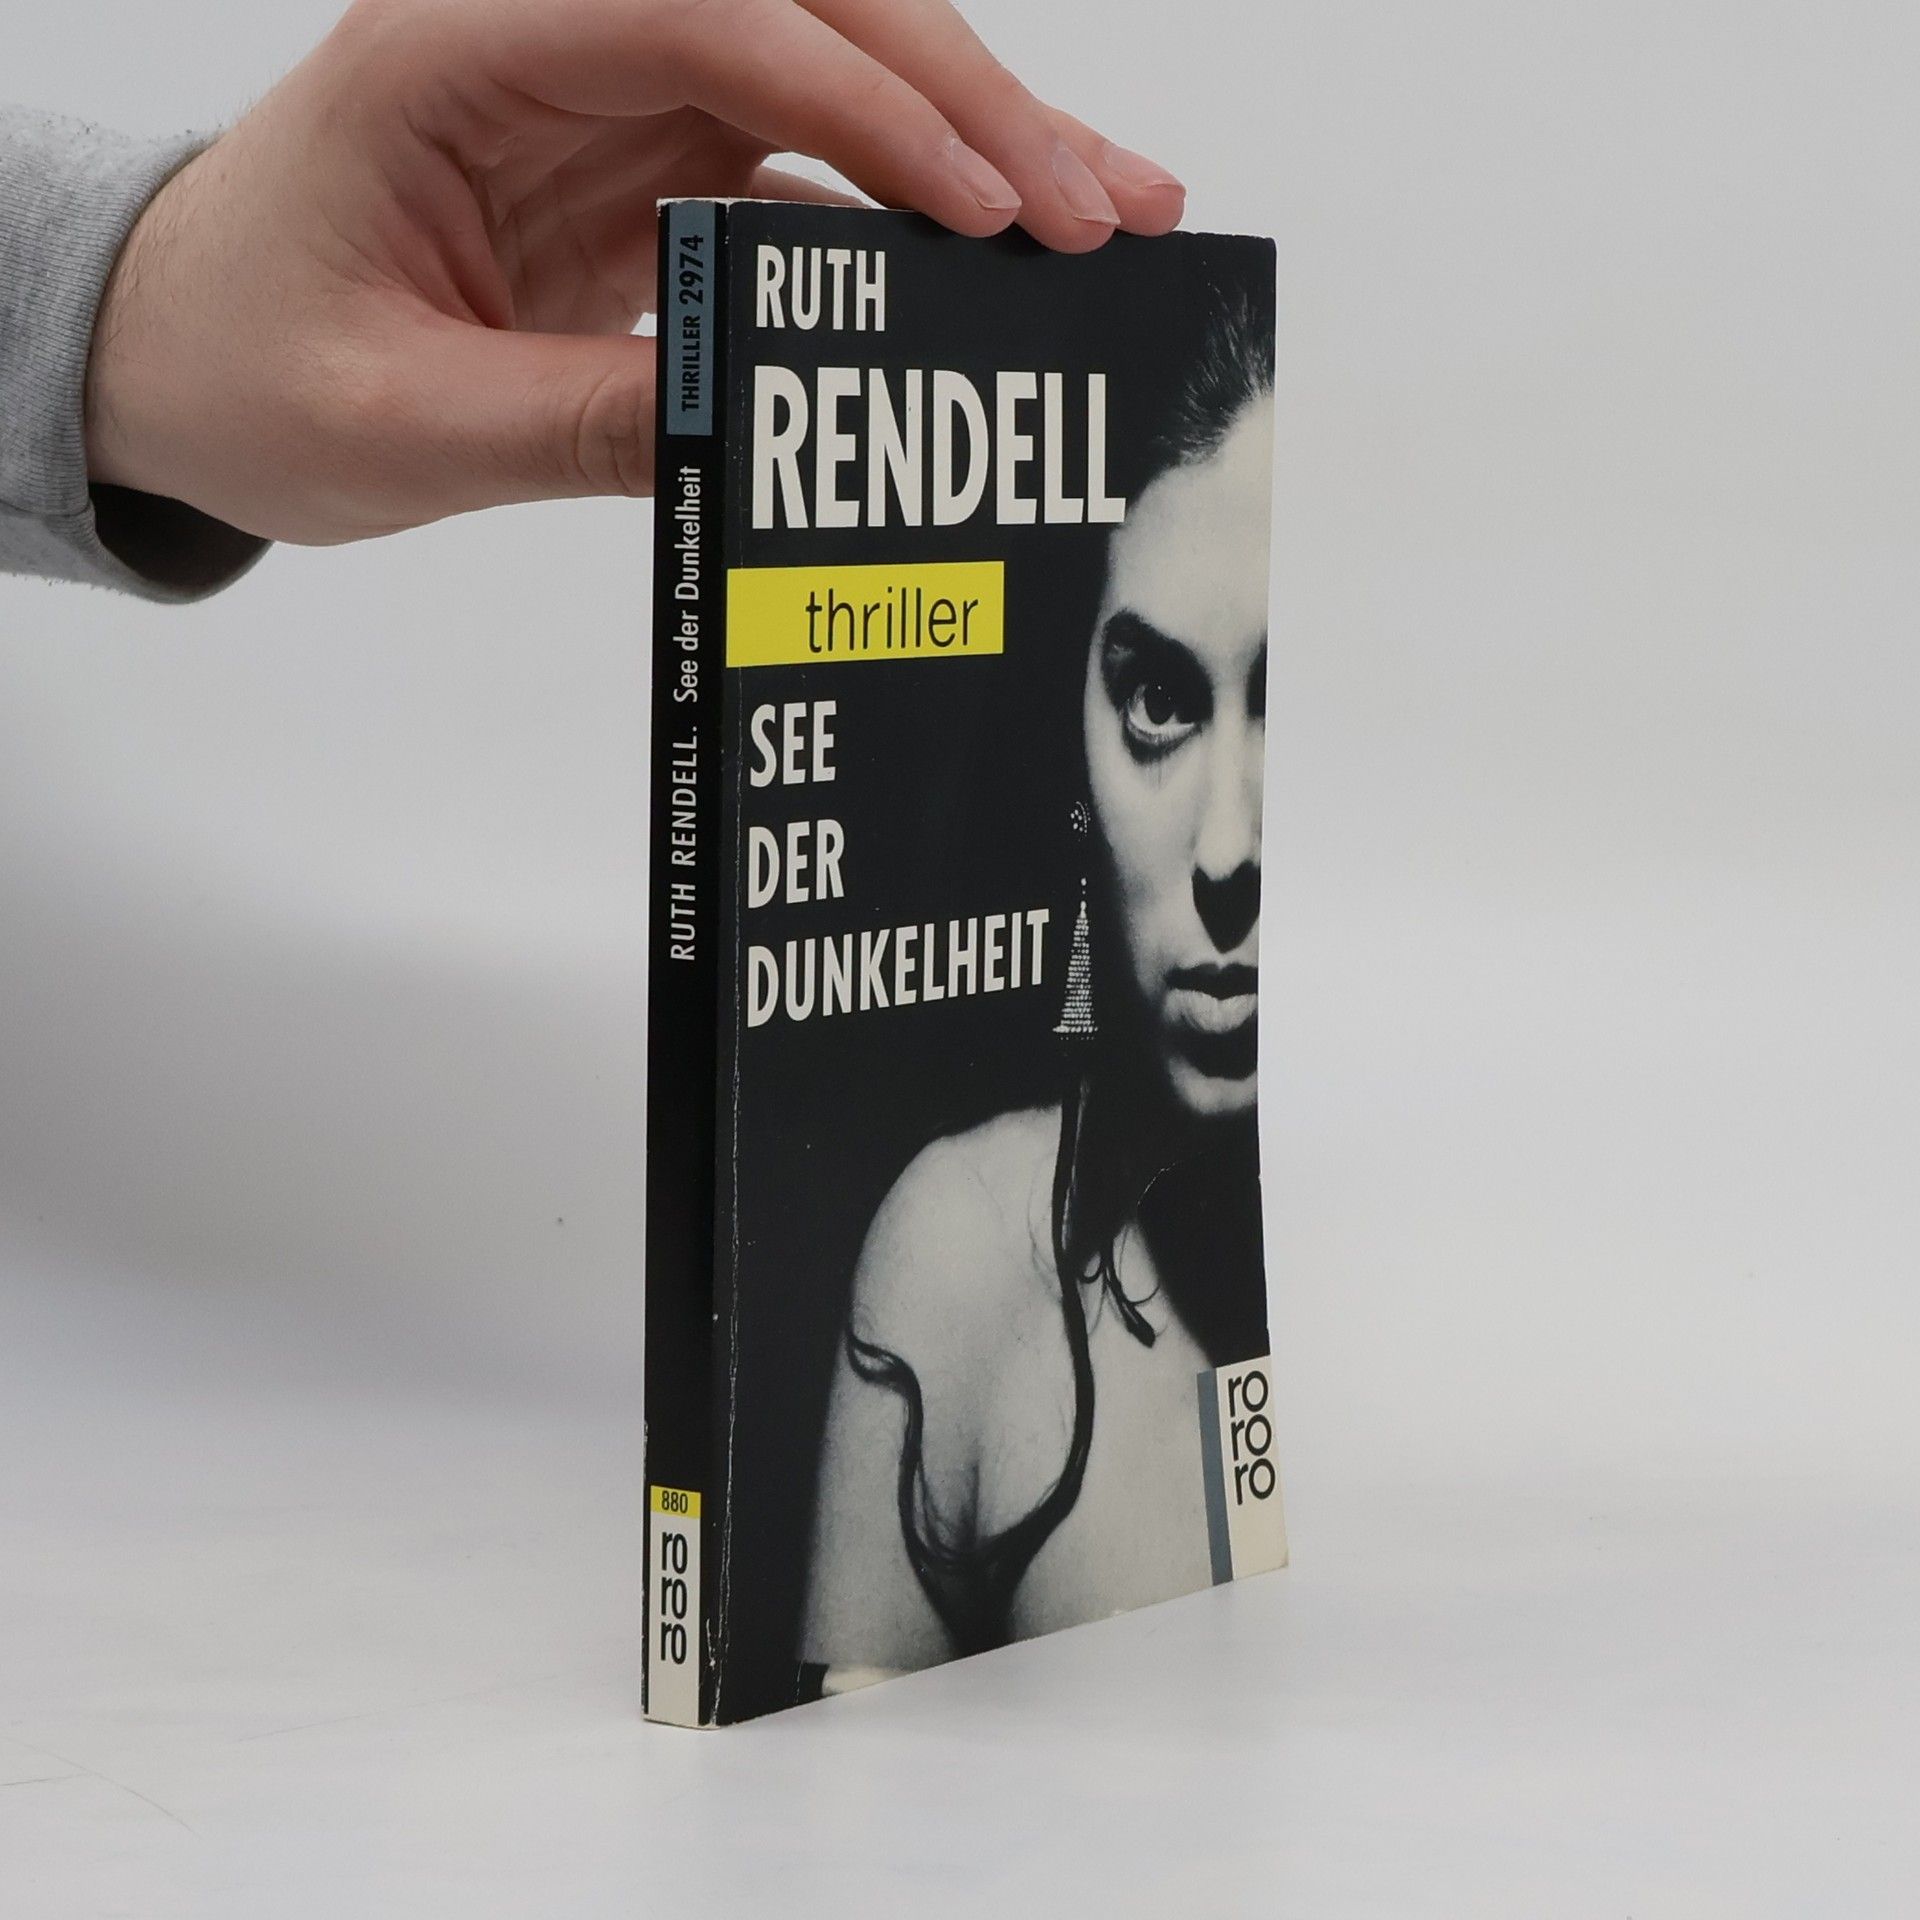 THRILLER 2974
RUTH RENDELL. See der Dunkelheit
880
ro
ro
ro
RUTH
RENDELL
thriller
SEE
DER
DUNKELHEIT
ro
ro
ro